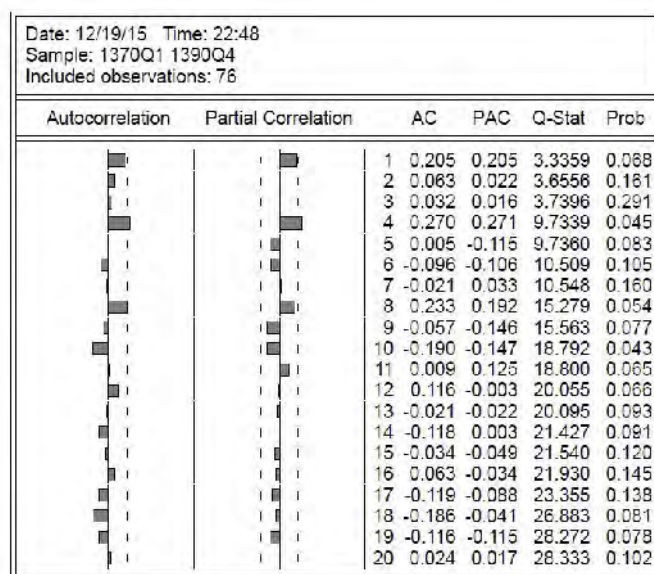 Date: 12/19/15 Time: 22:48
Sample: 1370Q1 1390Q4
Included observations: 76
Autocorrelation Partial Correlation AC PAC Q-Stat Prob
1 0.205 0.205 3.3359 0.068
2 0.063 0.022 3.6556 0.161
3 0.032 0.016 3.7396 0.291
4 0.270 0.271 9.7339 0.045
5 0.005 -0.115 9.7360 0.083
6 -0.096 -0.106 10.509 0.105
7 -0.021 0.033 10.548 0.160
8 0.233 0.192 15.279 0.054
9 -0.057 -0.146 15.563 0.077
10 -0.190 -0.147 18.792 0.043
11 0.009 0.125 18.800 0.065
12 0.116 -0.003 20.055 0.066
13 -0.021 -0.022 20.095 0.093
14 -0.118 0.003 21.427 0.091
15 -0.034 -0.049 21.540 0.120
16 0.063 -0.034 21.930 0.145
17 -0.119 -0.088 23.355 0.138
18 -0.186 -0.041 26.883 0.081
19 -0.116 -0.115 28.272 0.078
20 0.024 0.017 28.333 0.102